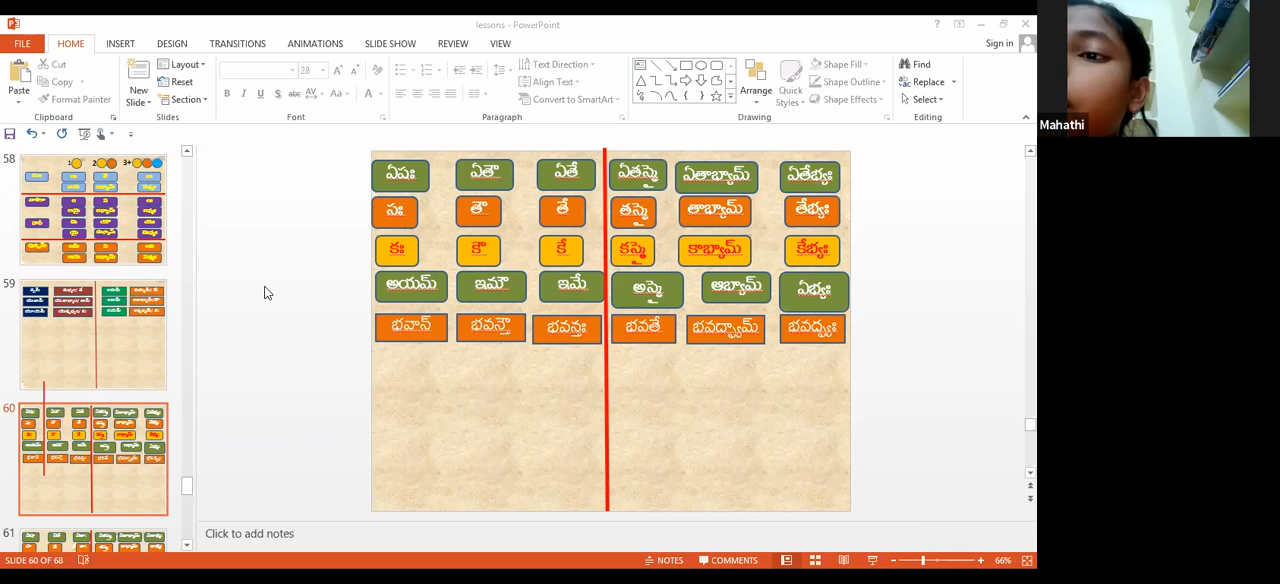 lessons - PowerPoint
Sign in
FILE HOME INSERT DESIGN TRANSITIONS ANIMATIONS SLIDE SHOW REVIEW VIEW
Paste
Cut
Copy
Format Painter
Clipboard
New Slide
Layout
Reset
Section
Slides
28
B I U S abc AV Aa A
Font
Text Direction
Align Text
Convert to SmartArt
Paragraph
Arrange
Quick Styles
Shape Fill
Shape Outline
Shape Effects
Drawing
Find
Replace
Select
Editing
Mahathi
58
59
60
61
ఏషః ఏతౌ ఏతే ఏతస్మై ఏతాభ్యామ్ ఏతేభ్యః
సః తౌ తే తస్మై తాభ్యామ్ తేభ్యః
కః కౌ కే కస్మై కాభ్యామ్ కేభ్యః
అయమ్ ఇమౌ ఇమే అస్మై ఆభ్యామ్ ఏభ్యః
భవాన్ భవన్తౌ భవన్తః భవతే భవద్భ్యామ్ భవద్భ్యః
Click to add notes
SLIDE 60 OF 68
NOTES
COMMENTS
66%